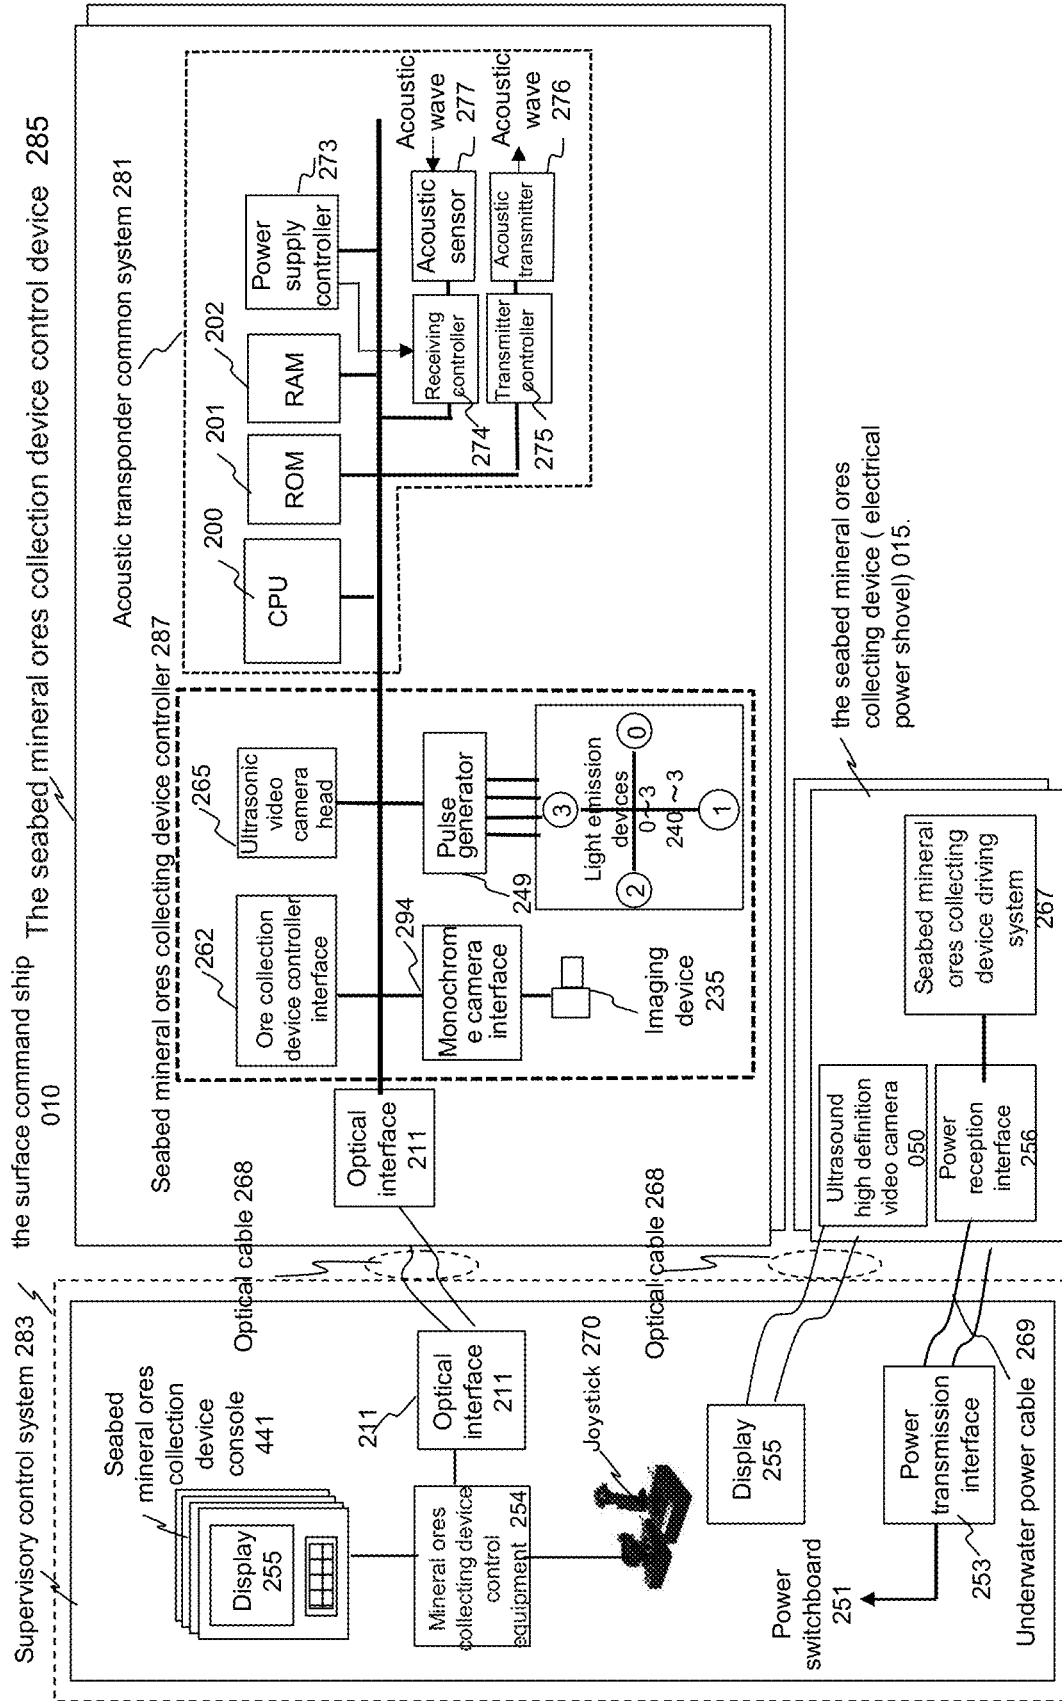 Supervisory control system 283
the surface command ship
010
The seabed mineral ores collection device control device 285
Seabed
mineral ores
collection
device
console
441
Display
255
Mineral ores
collecting device
control
equipment 254
211
Optical
interface
211
Joystick 270
Display
255
Power
switchboard
251
Power
transmission
interface
253
Underwater power cable 269
Optical cable 268
Optical cable 268
Optical
interface
211
Seabed mineral ores collecting device controller 287
262
Ore collection
device controller
interface
265
Ultrasonic
video
camera
head
294
Monochrom
e camera
interface
Imaging
device
235
Pulse
generator
249
Light emission
devices
0~3
240 ~3
0
1
2
3
Acoustic transponder common system 281
200
CPU
201
ROM
202
RAM
273
Power
supply
controller
Receiving
controller
274
Acoustic
sensor
277
Acoustic
wave
Transmitter
controller
275
Acoustic
transmitter
276
Acoustic
wave
the seabed mineral ores
collecting device ( electrical
power shovel) 015.
Ultrasound
high definition
video camera
050
Power
reception
interface
256
Seabed mineral
ores collecting
device driving
system
267